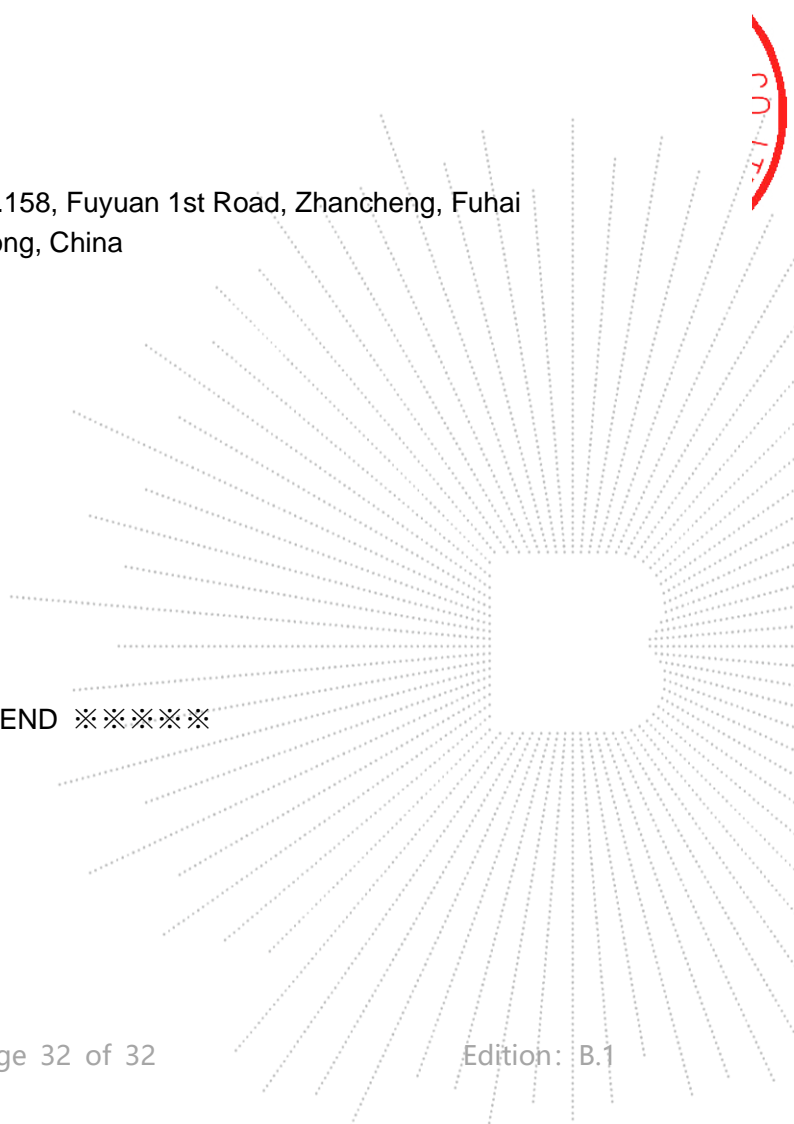 .158, Fuyuan 1st Road, Zhancheng, Fuhai
ong, China
END ※※※※※
ge 32 of 32 Edition: B.1